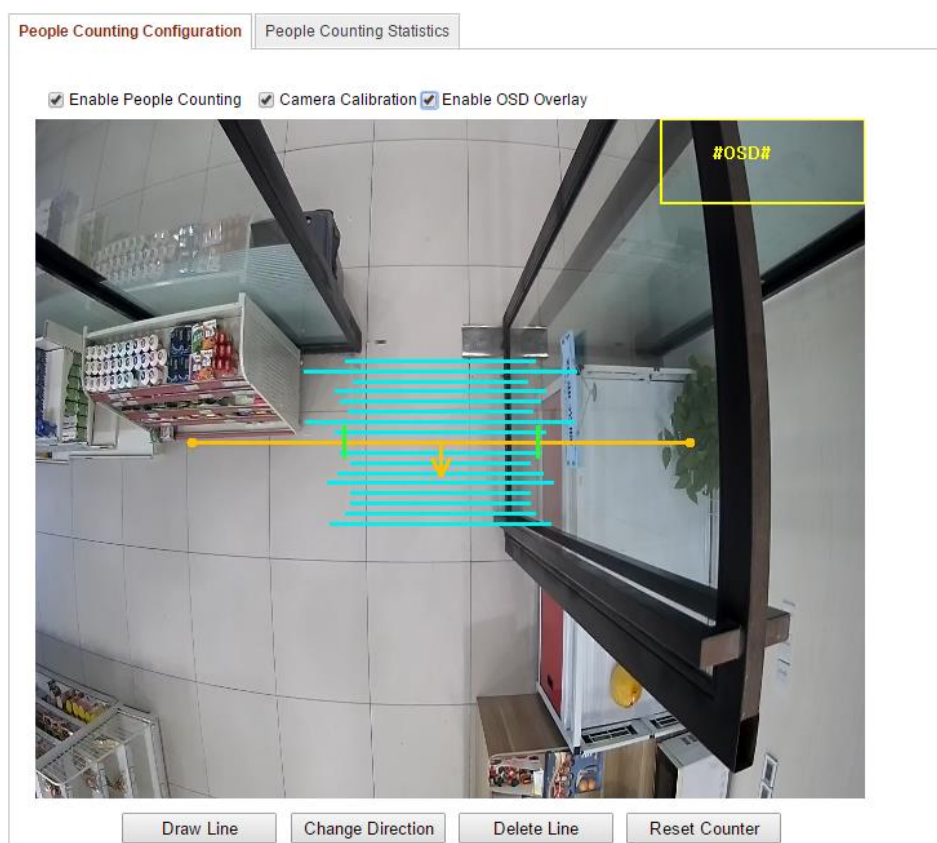 People Counting Configuration People Counting Statistics
Enable People Counting Camera Calibration Enable OSD Overlay
#OSD#
Draw Line Change Direction Delete Line Reset Counter